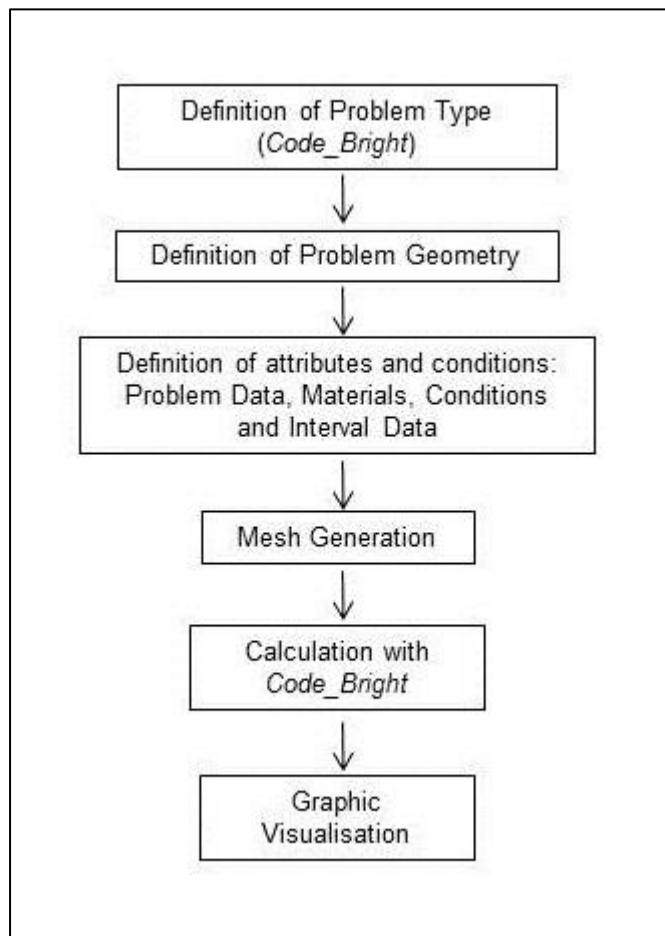 Definition of Problem Type
(Code_Bright)
Definition of Problem Geometry
Definition of attributes and conditions:
Problem Data, Materials, Conditions
and Interval Data
Mesh Generation
Calculation with
Code_Bright
Graphic
Visualisation